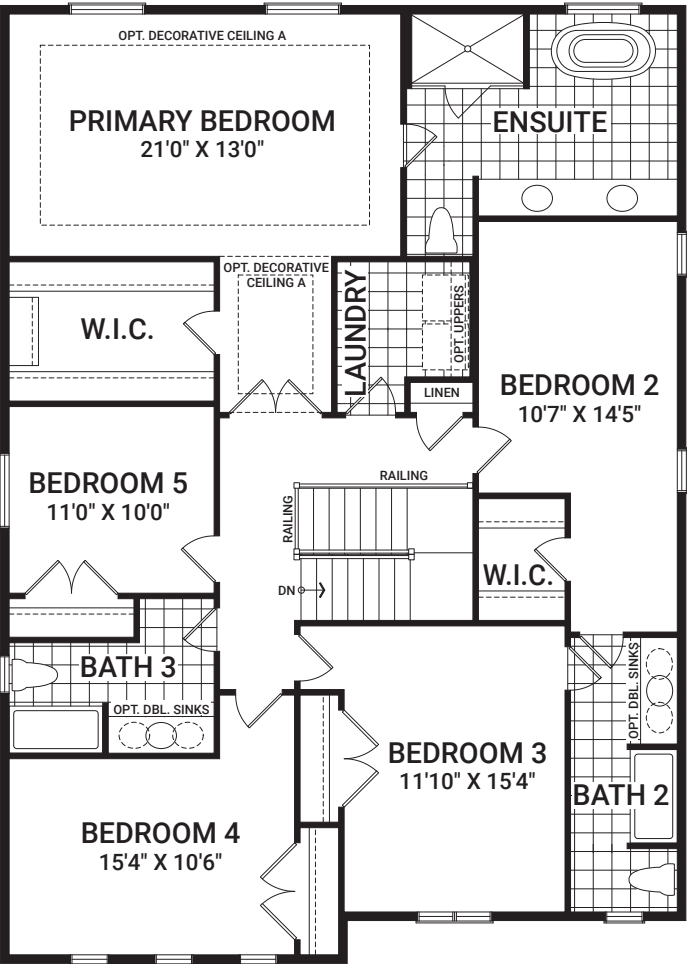 OPT. DECORATIVE CEILING A
PRIMARY BEDROOM
21'0" X 13'0"
ENSUITE
OPT. DECORATIVE
CEILING A
LAUNDRY
OPT. UPPERS
W.I.C.
LINEN
BEDROOM 2
10'7" X 14'5"
BEDROOM 5
11'0" X 10'0"
RAILING
RAILING
DN
W.I.C.
BATH 3
OPT. DBL. SINKS
OPT. DBL. SINKS
BEDROOM 3
11'10" X 15'4"
BATH 2
BEDROOM 4
15'4" X 10'6"